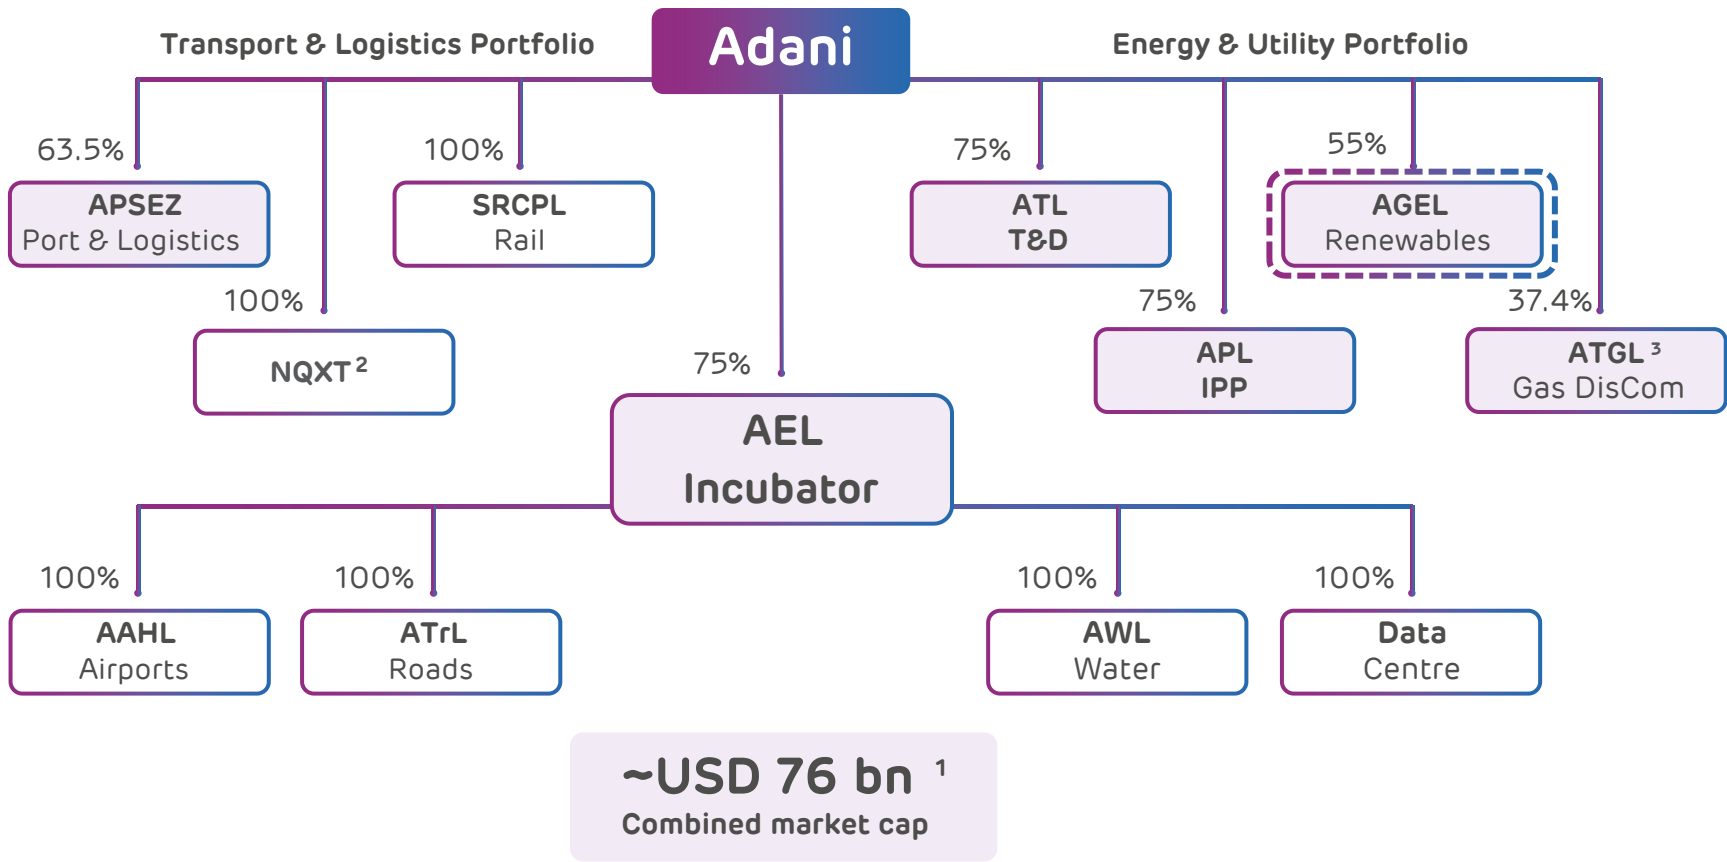 Adani
Transport & Logistics Portfolio
Energy & Utility Portfolio
63.5%
APSEZ
Port & Logistics
100%
NQXT ²
100%
SRCPL
Rail
75%
ATL
T&D
75%
APL
IPP
55%
AGEL
Renewables
37.4%
ATGL ³
Gas DisCom
75%
AEL
Incubator
100%
AAHL
Airports
100%
ATrL
Roads
100%
AWL
Water
100%
Data
Centre
~USD 76 bn ¹
Combined market cap